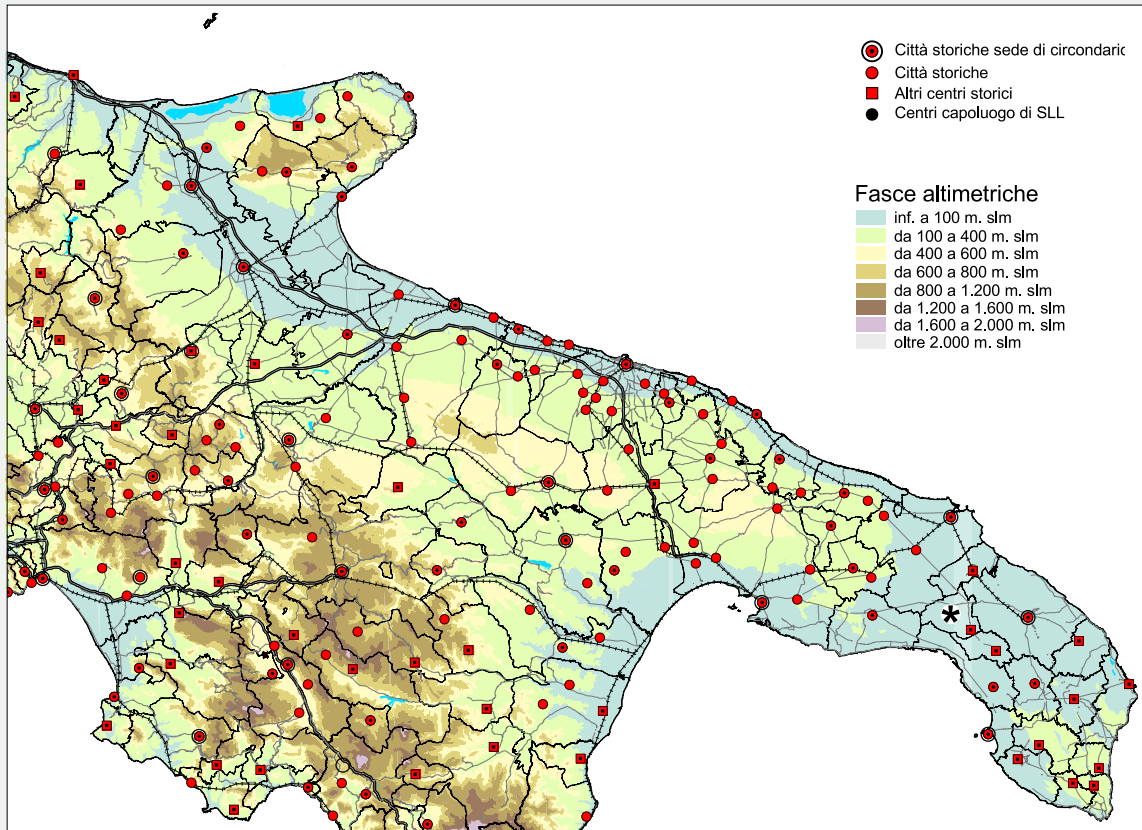 Città storiche sede di circondaric
Città storiche
Altri centri storici
Centri capoluogo di SLL
Fasce altimetriche
inf. a 100 m. slm
da 100 a 400 m. slm
da 400 a 600 m. slm
da 600 a 800 m. slm
da 800 a 1.200 m. slm
da 1.200 a 1.600 m. slm
da 1.600 a 2.000 m. slm
oltre 2.000 m. slm
*